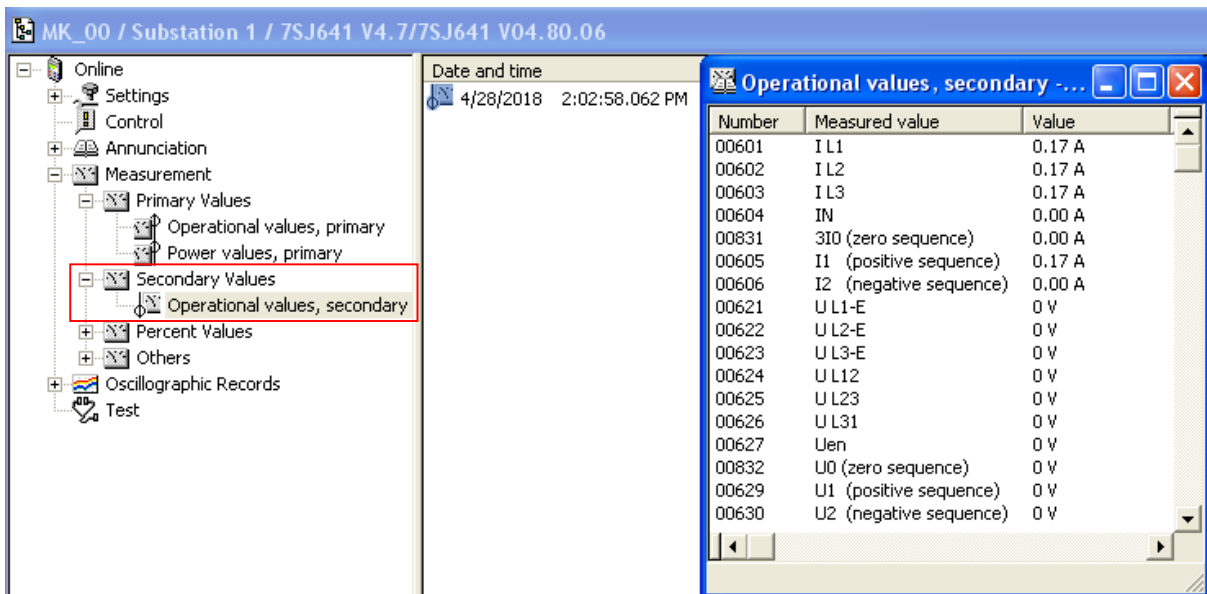 MK_00 / Substation 1 / 7SJ641 V4.7/7SJ641 V04.80.06
Online
Settings
Control
Annunciation
Measurement
Primary Values
Operational values, primary
Power values, primary
Secondary Values
Operational values, secondary
Percent Values
Others
Oscillographic Records
Test
Date and time
4/28/2018 2:02:58.062 PM
Operational values, secondary -...
Number Measured value Value
00601 I L1 0.17 A
00602 I L2 0.17 A
00603 I L3 0.17 A
00604 IN 0.00 A
00831 3I0 (zero sequence) 0.00 A
00605 I1 (positive sequence) 0.17 A
00606 I2 (negative sequence) 0.00 A
00621 U L1-E 0 V
00622 U L2-E 0 V
00623 U L3-E 0 V
00624 U L12 0 V
00625 U L23 0 V
00626 U L31 0 V
00627 Uen 0 V
00832 U0 (zero sequence) 0 V
00629 U1 (positive sequence) 0 V
00630 U2 (negative sequence) 0 V